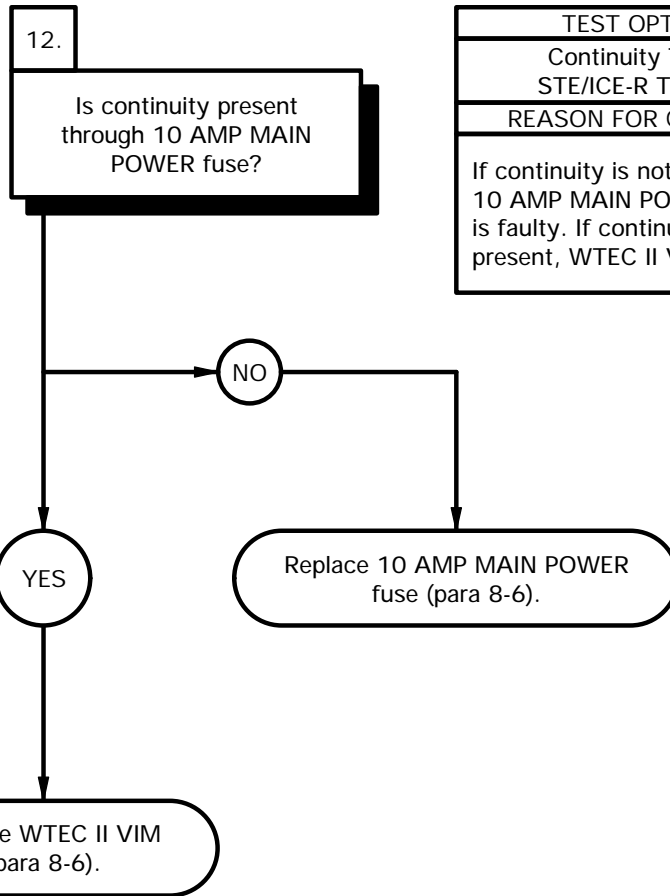 12.
Is continuity present
through 10 AMP MAIN
POWER fuse?
TEST OPT
Continuity
STE/ICE-R T
REASON FOR
If continuity is not
10 AMP MAIN PO
is faulty. If continu
present, WTEC II
NO
YES
Replace 10 AMP MAIN POWER
fuse (para 8-6).
e WTEC II VIM
para 8-6).